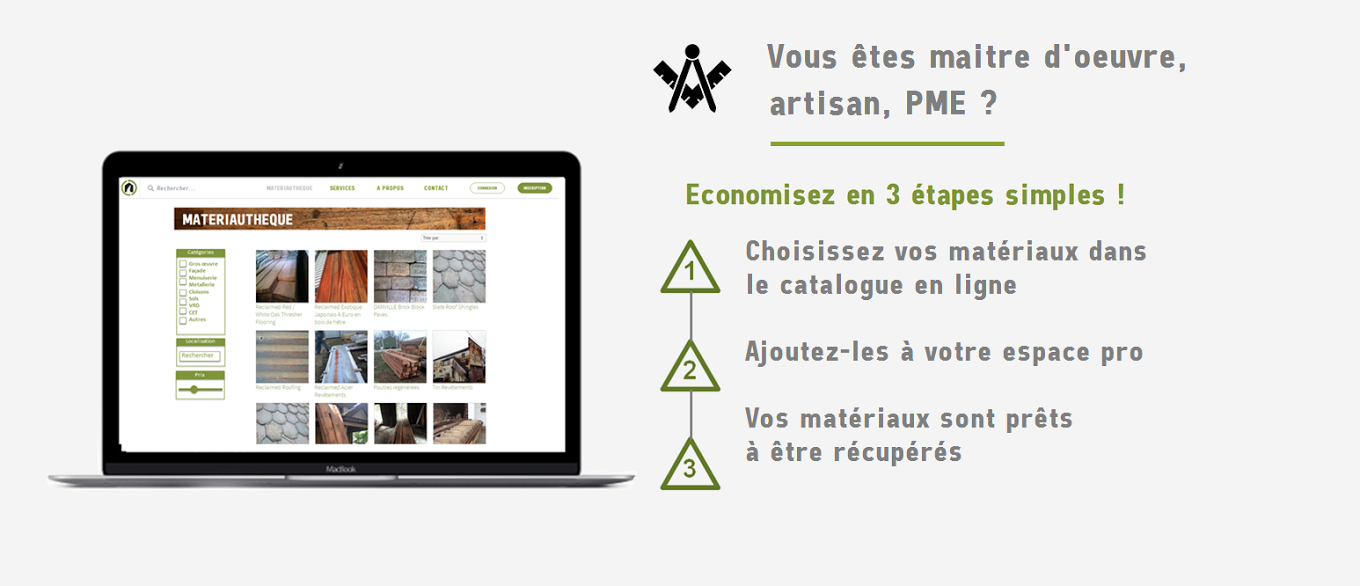 Vous êtes maitre d'oeuvre,
artisan, PME ?
Economisez en 3 étapes simples !
1
Choisissez vos matériaux dans
le catalogue en ligne
2
Ajoutez-les à votre espace pro
3
Vos matériaux sont prêts
à être récupérés
Rechercher...
MATERIAUTHEQUE
SERVICES
A PROPOS
CONTACT
CONNEXION
INSCRIPTION
MATERIAUTHEQUE
Trier par
Catégories
Gros œuvre
Façade
Menuiserie
Metallerie
Cloisons
Sols
VRD
CET
Autres
Localisation
Rechercher
Prix
Reclaimed Red /
White Oak Thresher
Flooring
Reclaimed Exotique
Japonais à Euro en
bois de hêtre
DANVILLE Brick Block
Pavés
Slate Roof Shingles
Reclaimed Roofing
Reclaimed Acier
Revêtements
Poutres regénérées
Tin Revêtements
MacBook